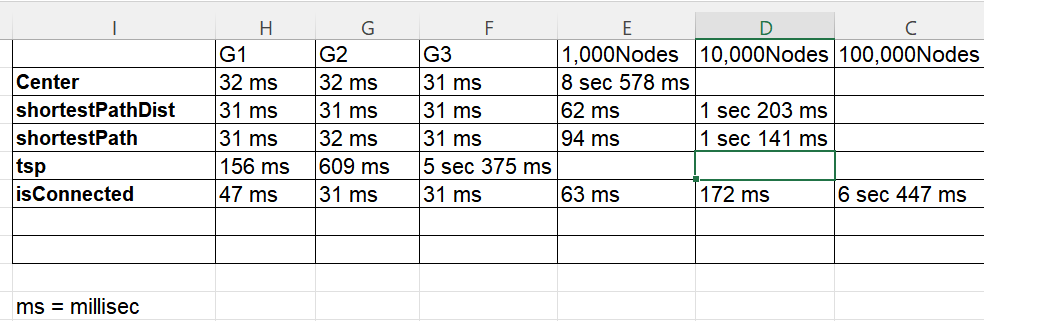 I H G F E D C
G1 G2 G3 1,000Nodes 10,000Nodes 100,000Nodes
Center 32 ms 32 ms 31 ms 8 sec 578 ms
shortestPathDist 31 ms 31 ms 31 ms 62 ms 1 sec 203 ms
shortestPath 31 ms 32 ms 31 ms 94 ms 1 sec 141 ms
tsp 156 ms 609 ms 5 sec 375 ms
isConnected 47 ms 31 ms 31 ms 63 ms 172 ms 6 sec 447 ms
ms = millisec